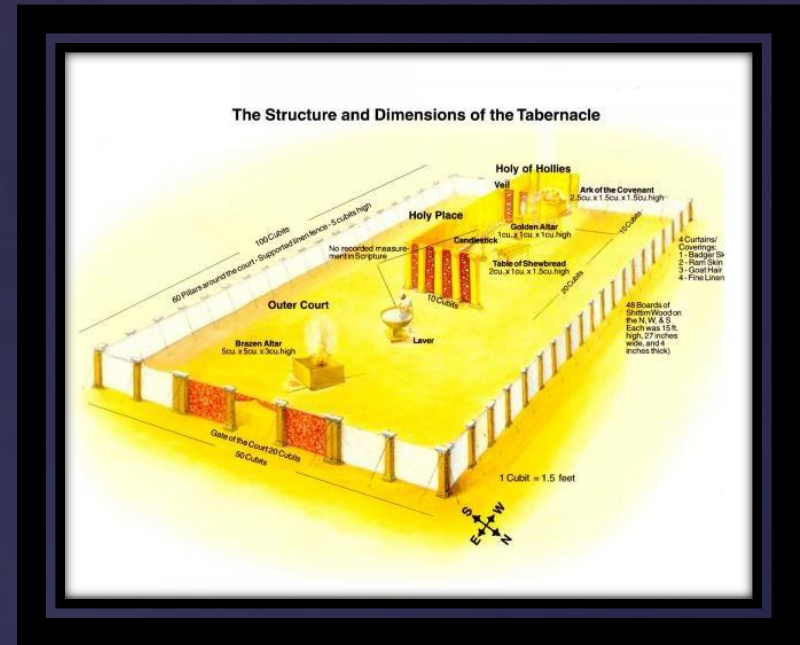 The Structure and Dimensions of the Tabernacle
Holy of Hollies
Veil
Ark of the Covenant
2.5cu. x 1.5cu. x 1.5cu.high
Holy Place
Golden Altar
1cu. x 1cu. x 1cu.high
Candlestick
10 Cubits
100 Cubits
60 Pillars around the court - Supported linen fence - 5 cubits high
No recorded measure-
ment in Scripture
Table of Shewbread
2cu. x 1cu. x 1.5cu.high
4 Curtains/
Coverings:
1 - Badger Sk
2 - Ram Skin
3 - Goat Hair
4 - Fine Linen
20 Cubits
10 Cubits
Outer Court
48 Boards of
Shittim Wood on
the N, W, & S
Each was 15 ft.
high, 27 inches
wide, and 4
inches thick)
Brazen Altar
5cu. x 5cu. x 3cu.high
Laver
Gate of the Court 20 Cubits
50 Cubits
1 Cubit = 1.5 feet
S W
E N